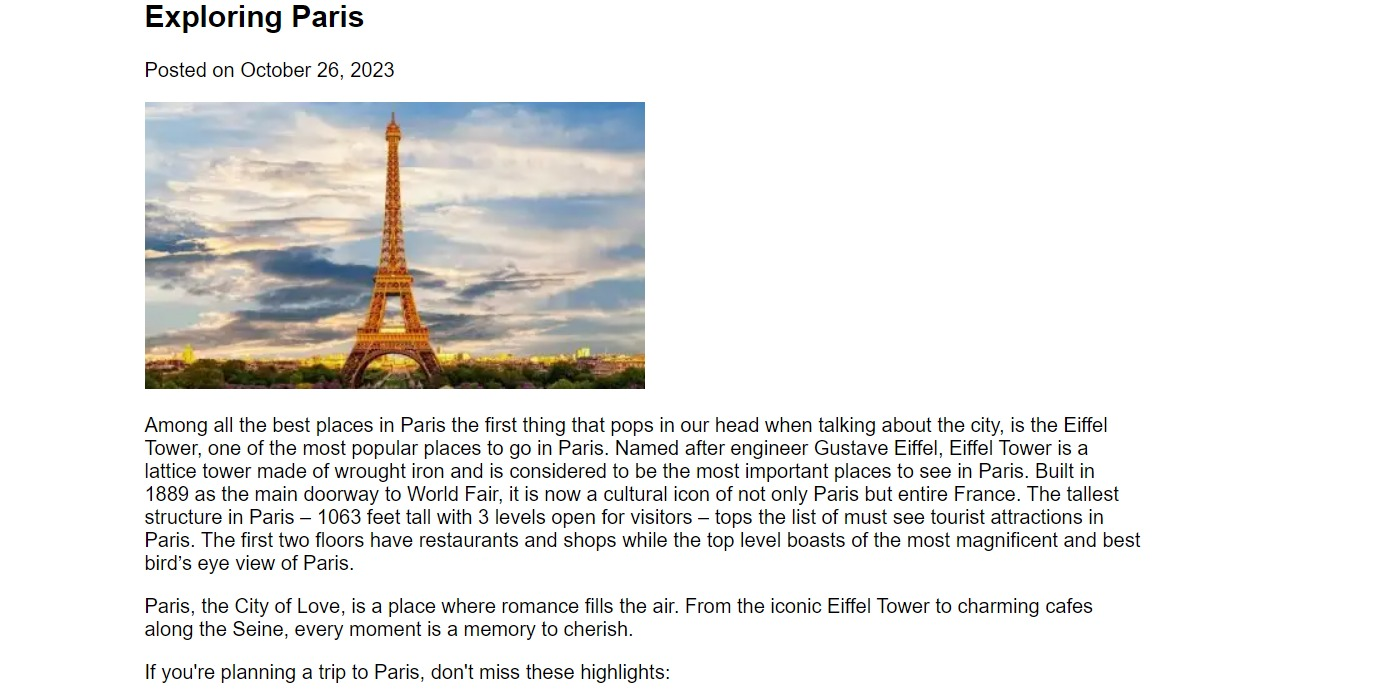 Exploring Paris
Posted on October 26, 2023
Among all the best places in Paris the first thing that pops in our head when talking about the city, is the Eiffel
Tower, one of the most popular places to go in Paris. Named after engineer Gustave Eiffel, Eiffel Tower is a
lattice tower made of wrought iron and is considered to be the most important places to see in Paris. Built in
1889 as the main doorway to World Fair, it is now a cultural icon of not only Paris but entire France. The tallest
structure in Paris – 1063 feet tall with 3 levels open for visitors – tops the list of must see tourist attractions in
Paris. The first two floors have restaurants and shops while the top level boasts of the most magnificent and best
bird’s eye view of Paris.
Paris, the City of Love, is a place where romance fills the air. From the iconic Eiffel Tower to charming cafes
along the Seine, every moment is a memory to cherish.
If you're planning a trip to Paris, don't miss these highlights: